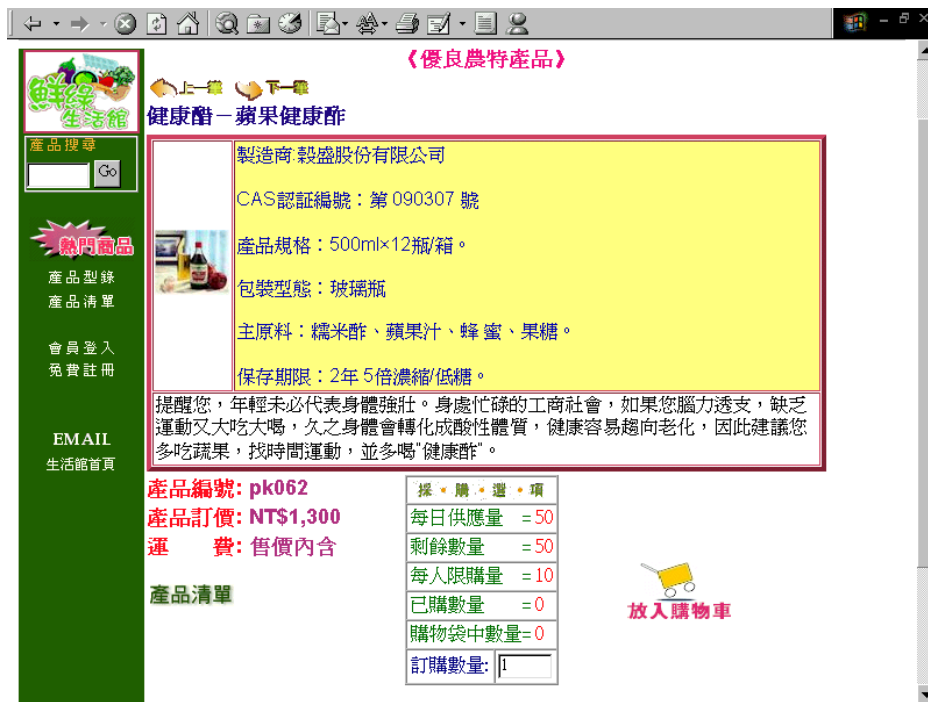 《優良農特產品》
鮮綠
生活館
上一筆 下一筆
健康醋－蘋果健康酢
產品搜尋
Go
製造商:穀盛股份有限公司
CAS認証編號：第 090307 號
產品規格：500ml×12瓶/箱。
包裝型態：玻璃瓶
主原料：糯米酢、蘋果汁、蜂 蜜、果糖。
保存期限：2年 5倍濃縮/低糖。
提醒您，年輕未必代表身體強壯。身處忙碌的工商社會，如果您腦力透支，缺乏
運動又大吃大喝，久之身體會轉化成酸性體質，健康容易趨向老化，因此建議您
多吃蔬果，找時間運動，並多喝"健康酢"。
熱門商品
產品型錄
產品清單
會員登入
免費註冊
EMAIL
生活館首頁
產品編號: pk062
產品訂價: NT$1,300
運 費: 售價內含
產品清單
採・購・選・項
每日供應量 =50
剩餘數量 =50
每人限購量 =10
已購數量 =0
購物袋中數量=0
訂購數量: 1
放入購物車